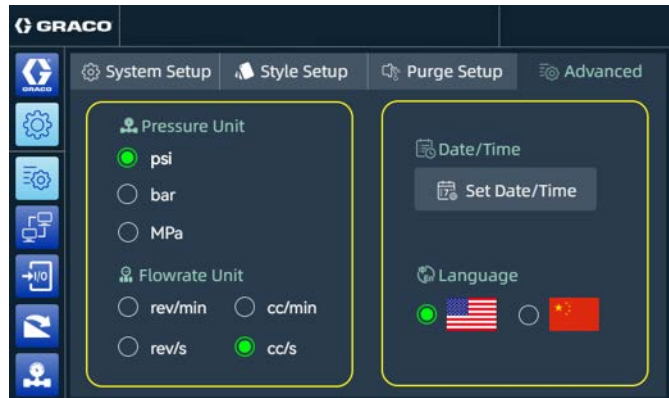 GRACO
GRACO
System Setup
Style Setup
Purge Setup
Advanced
Pressure Unit
psi
bar
MPa
Flowrate Unit
rev/min
cc/min
rev/s
cc/s
Date/Time
Set Date/Time
Language
I/O